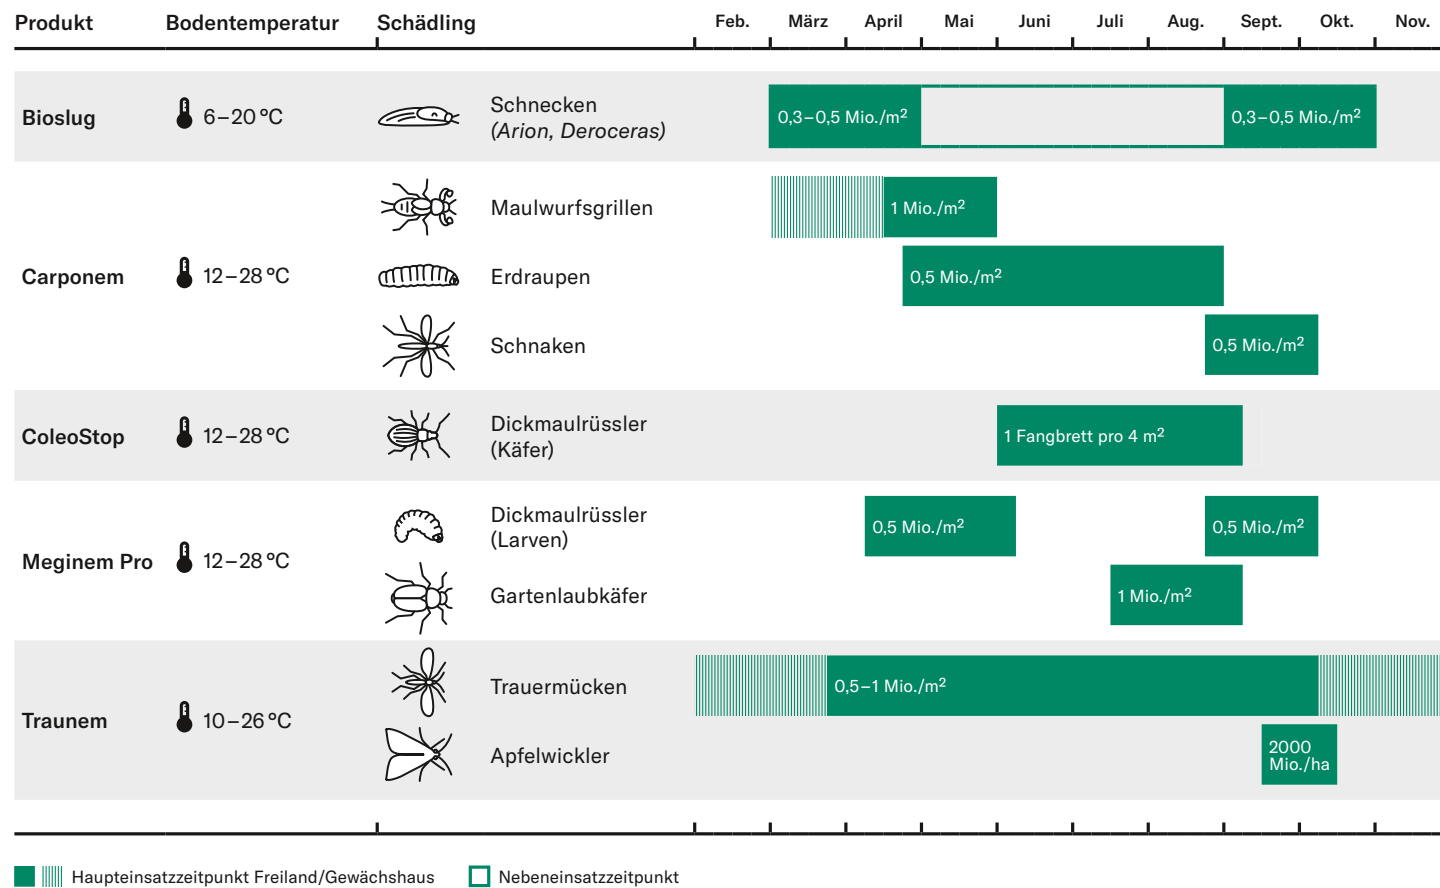 Produkt Bodentemperatur Schädling Feb. März April Mai Juni Juli Aug. Sept. Okt. Nov.
Bioslug 6–20 °C Schnecken
(Arion, Deroceras) 0,3–0,5 Mio./m² 0,3–0,5 Mio./m²
Maulwurfsgrillen 1 Mio./m²
Carponem 12–28 °C Erdraupen 0,5 Mio./m²
Schnaken 0,5 Mio./m²
ColeoStop 12–28 °C Dickmaulrüssler
(Käfer) 1 Fangbrett pro 4 m²
Dickmaulrüssler
(Larven) 0,5 Mio./m² 0,5 Mio./m²
Meginem Pro 12–28 °C
Gartenlaubkäfer 1 Mio./m²
Trauermücken 0,5–1 Mio./m²
Traunem 10–26 °C
Apfelwickler 2000
Mio./ha
Haupteinsatzzeitpunkt Freiland/Gewächshaus Nebeneinsatzzeitpunkt